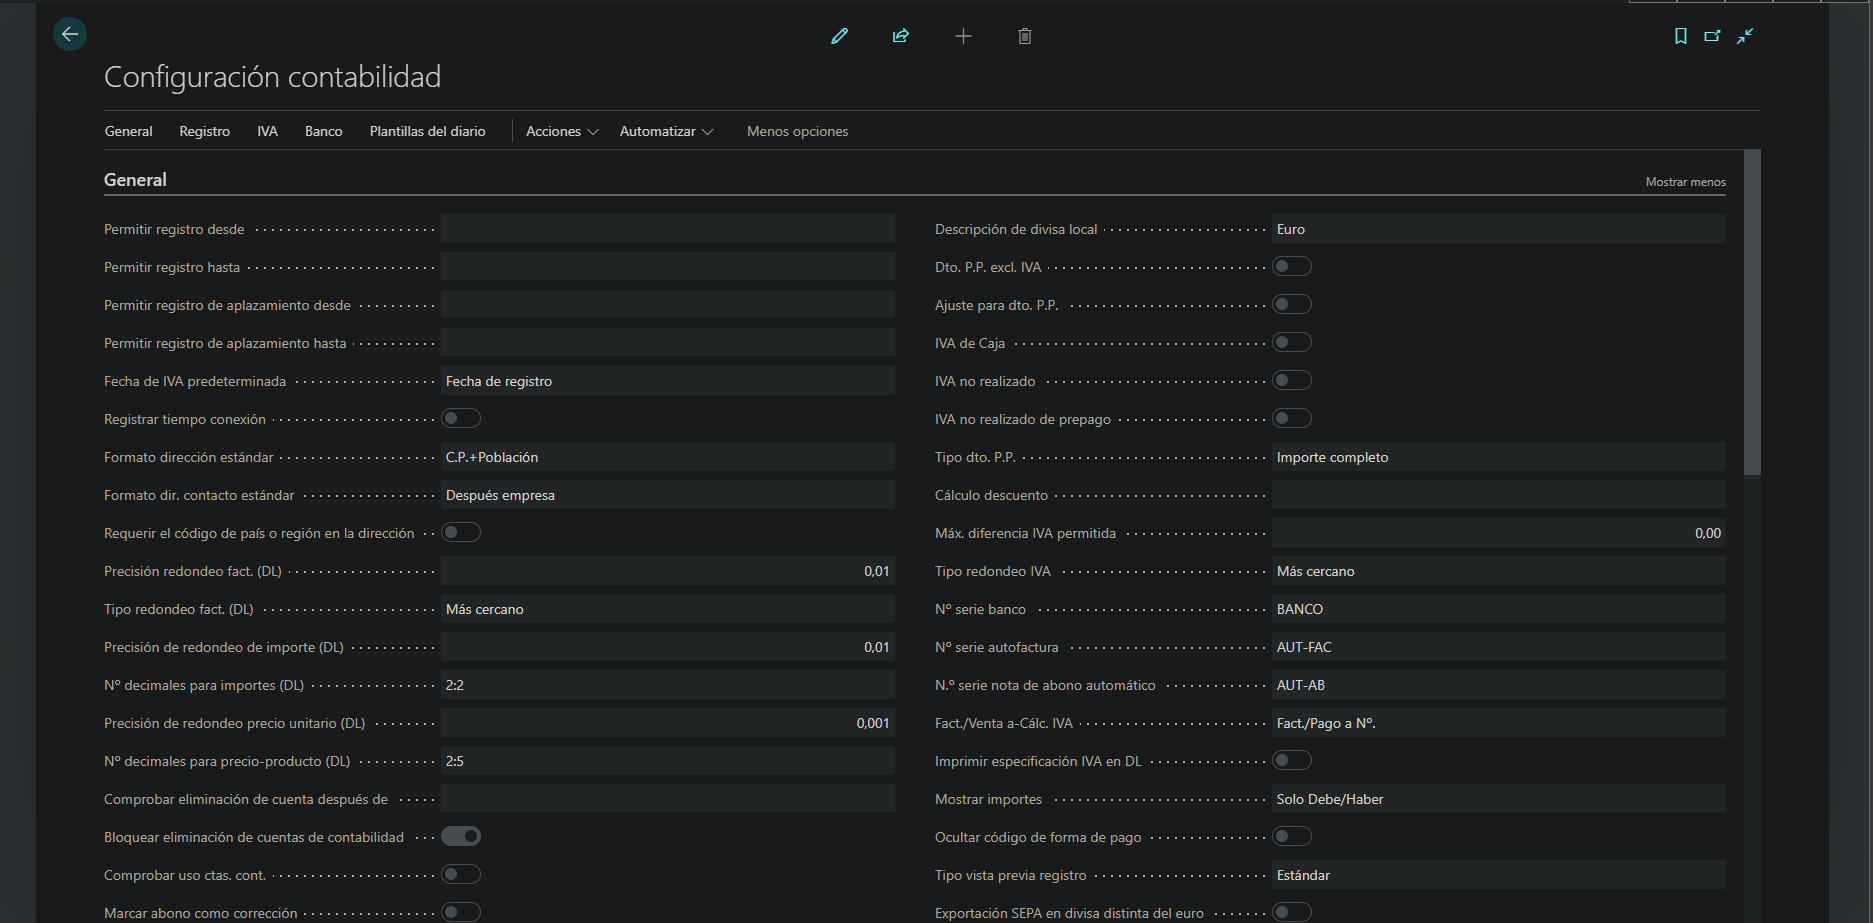 Configuración contabilidad
General Registro IVA Banco Plantillas del diario Acciones Automatizar Menos opciones
General
Mostrar menos
Permitir registro desde
Permitir registro hasta
Permitir registro de aplazamiento desde
Permitir registro de aplazamiento hasta
Fecha de IVA predeterminada Fecha de registro
Registrar tiempo conexión
Formato dirección estándar C.P.+Población
Formato dir. contacto estándar Después empresa
Requerir el código de país o región en la dirección
Precisión redondeo fact. (DL) 0,01
Tipo redondeo fact. (DL) Más cercano
Precisión de redondeo de importe (DL) 0,01
Nº decimales para importes (DL) 2:2
Precisión de redondeo precio unitario (DL) 0,001
Nº decimales para precio-producto (DL) 2:5
Comprobar eliminación de cuenta después de
Bloquear eliminación de cuentas de contabilidad
Comprobar uso ctas. cont.
Marcar abono como corrección
Descripción de divisa local Euro
Dto. P.P. excl. IVA
Ajuste para dto. P.P.
IVA de Caja
IVA no realizado
IVA no realizado de prepago
Tipo dto. P.P. Importe completo
Cálculo descuento
Máx. diferencia IVA permitida 0,00
Tipo redondeo IVA Más cercano
Nº serie banco BANCO
Nº serie autofactura AUT-FAC
N.º serie nota de abono automático AUT-AB
Fact./Venta a-Cálc. IVA Fact./Pago a Nº.
Imprimir especificación IVA en DL
Mostrar importes Solo Debe/Haber
Ocultar código de forma de pago
Tipo vista previa registro Estándar
Exportación SEPA en divisa distinta del euro